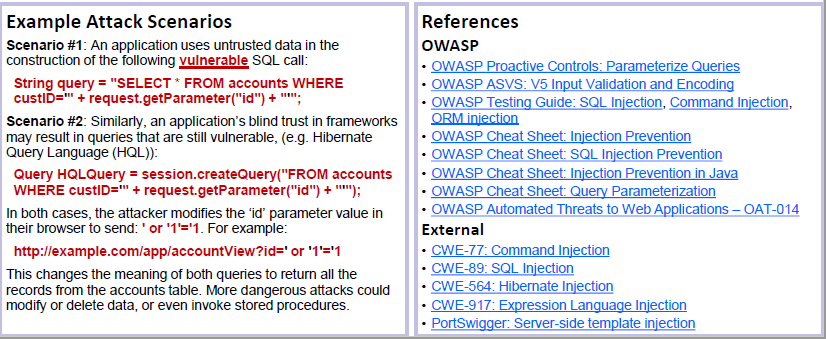 Example Attack Scenarios
Scenario #1: An application uses untrusted data in the
construction of the following vulnerable SQL call:
String query = "SELECT * FROM accounts WHERE
custID='" + request.getParameter("id") + "'";
Scenario #2: Similarly, an application's blind trust in frameworks
may result in queries that are still vulnerable, (e.g. Hibernate
Query Language (HQL)):
Query HQLQuery = session.createQuery("FROM accounts
WHERE custID='" + request.getParameter("id") + "'");
In both cases, the attacker modifies the 'id' parameter value in
their browser to send: ' or '1'='1. For example:
http://example.com/app/accountView?id=' or '1'='1
This changes the meaning of both queries to return all the
records from the accounts table. More dangerous attacks could
modify or delete data, or even invoke stored procedures.
References
OWASP
• OWASP Proactive Controls: Parameterize Queries
• OWASP ASVS: V5 Input Validation and Encoding
• OWASP Testing Guide: SQL Injection, Command Injection,
ORM injection
• OWASP Cheat Sheet: Injection Prevention
• OWASP Cheat Sheet: SQL Injection Prevention
• OWASP Cheat Sheet: Injection Prevention in Java
• OWASP Cheat Sheet: Query Parameterization
• OWASP Automated Threats to Web Applications – OAT-014
External
• CWE-77: Command Injection
• CWE-89: SQL Injection
• CWE-564: Hibernate Injection
• CWE-917: Expression Language Injection
• PortSwigger: Server-side template injection